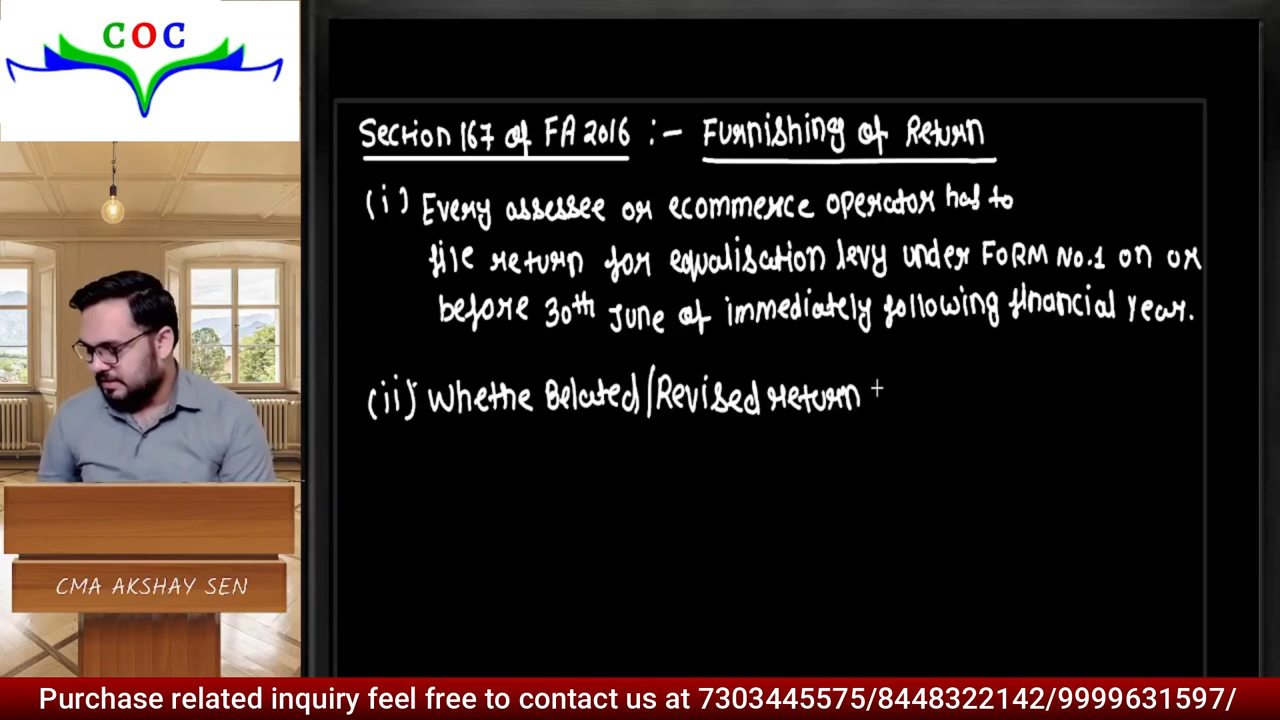 COC
Section 167 of FA 2016 :- Furnishing of Return
(i) Every assessee or ecommerce operator has to
file return for equalisation levy under FORM No.1 on or
before 30th June of immediately following financial year.
(ii) Whethe Belated/Revised return
CMA AKSHAY SEN
Purchase related inquiry feel free to contact us at 7303445575/8448322142/9999631597/